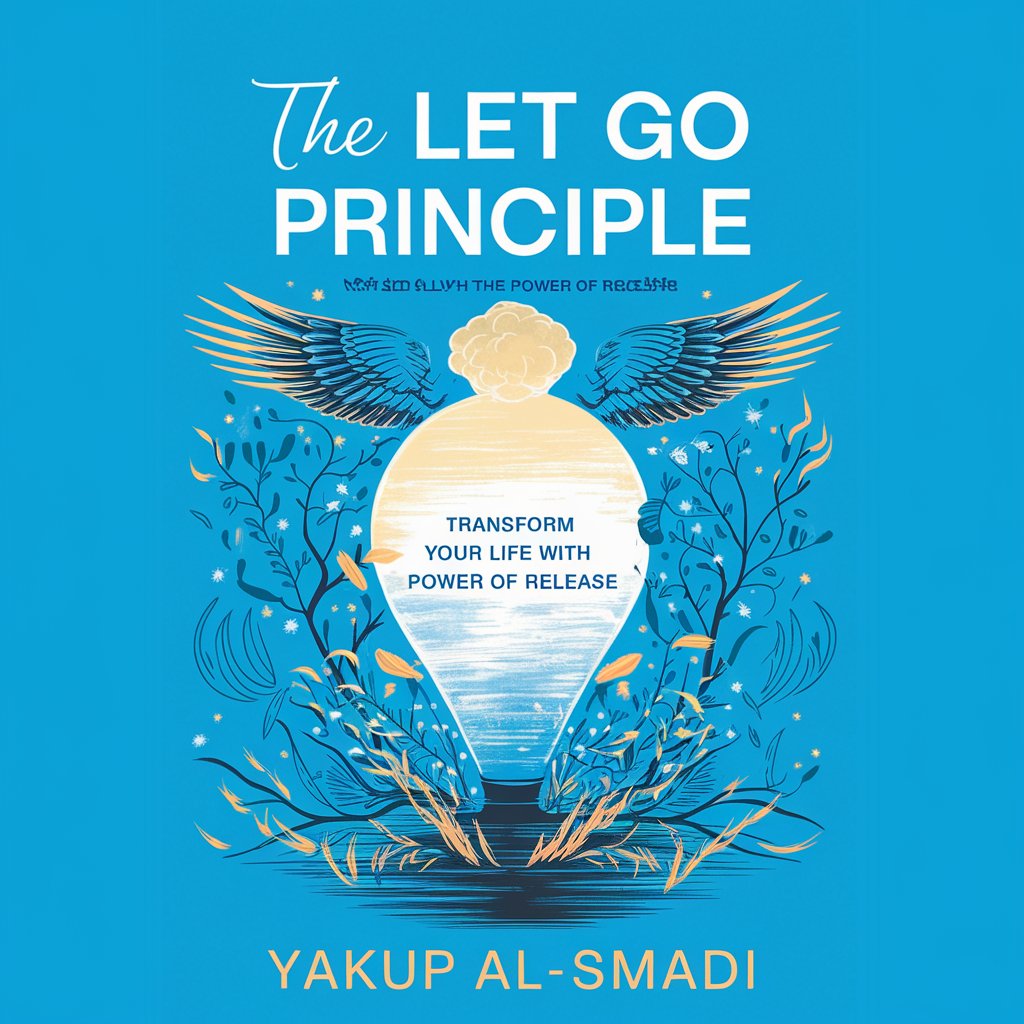 The LET GO
PRINCIPLE
THE POWER OF
TRANSFORM
YOUR LIFE WITH
POWER OF RELEASE
YAKUP AL-SMADI